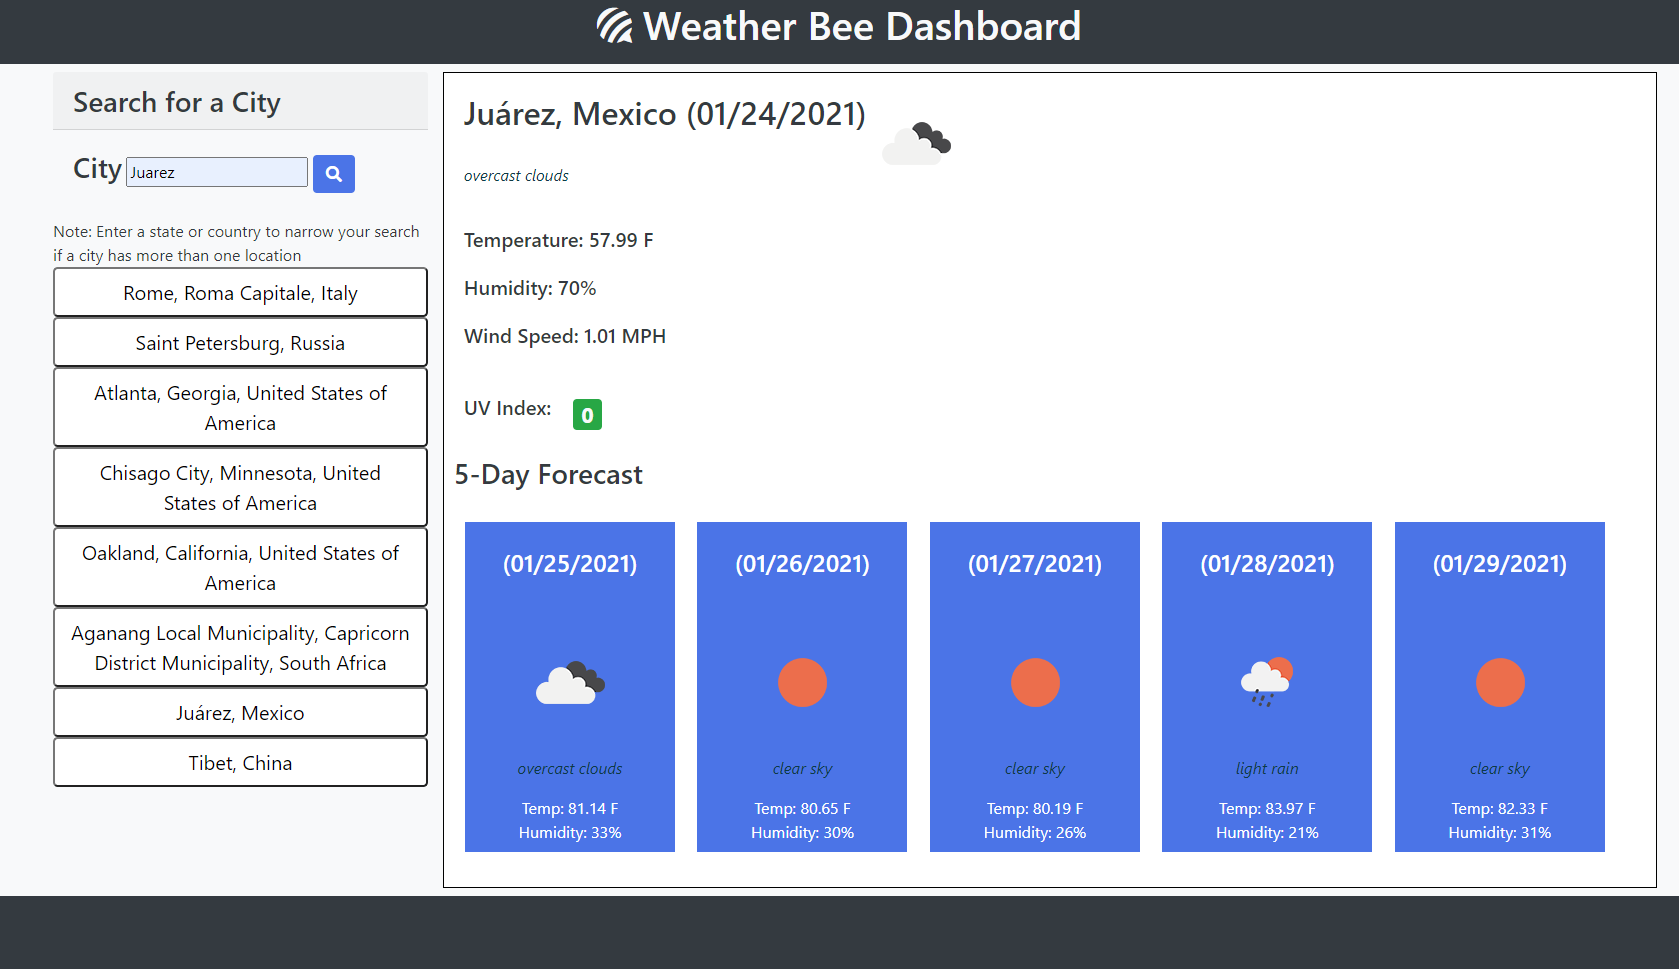 Weather Bee Dashboard
Search for a City
City Juarez
Note: Enter a state or country to narrow your search
if a city has more than one location
Rome, Roma Capitale, Italy
Saint Petersburg, Russia
Atlanta, Georgia, United States of
America
Chisago City, Minnesota, United
States of America
Oakland, California, United States of
America
Aganang Local Municipality, Capricorn
District Municipality, South Africa
Juárez, Mexico
Tibet, China
Juárez, Mexico (01/24/2021)
overcast clouds
Temperature: 57.99 F
Humidity: 70%
Wind Speed: 1.01 MPH
UV Index: 0
5-Day Forecast
(01/25/2021)
overcast clouds
Temp: 81.14 F
Humidity: 33%
(01/26/2021)
clear sky
Temp: 80.65 F
Humidity: 30%
(01/27/2021)
clear sky
Temp: 80.19 F
Humidity: 26%
(01/28/2021)
light rain
Temp: 83.97 F
Humidity: 21%
(01/29/2021)
clear sky
Temp: 82.33 F
Humidity: 31%